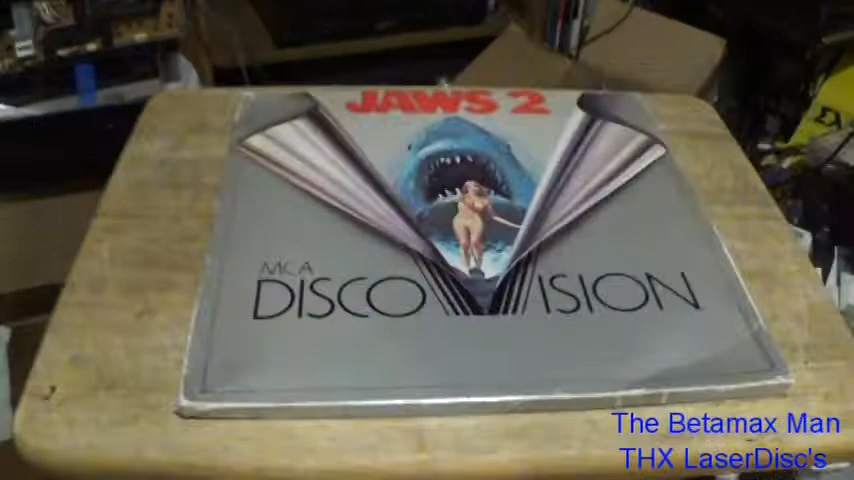 JAWS 2
MCA
DISCOVISION
The Betamax Man
THX LaserDisc's